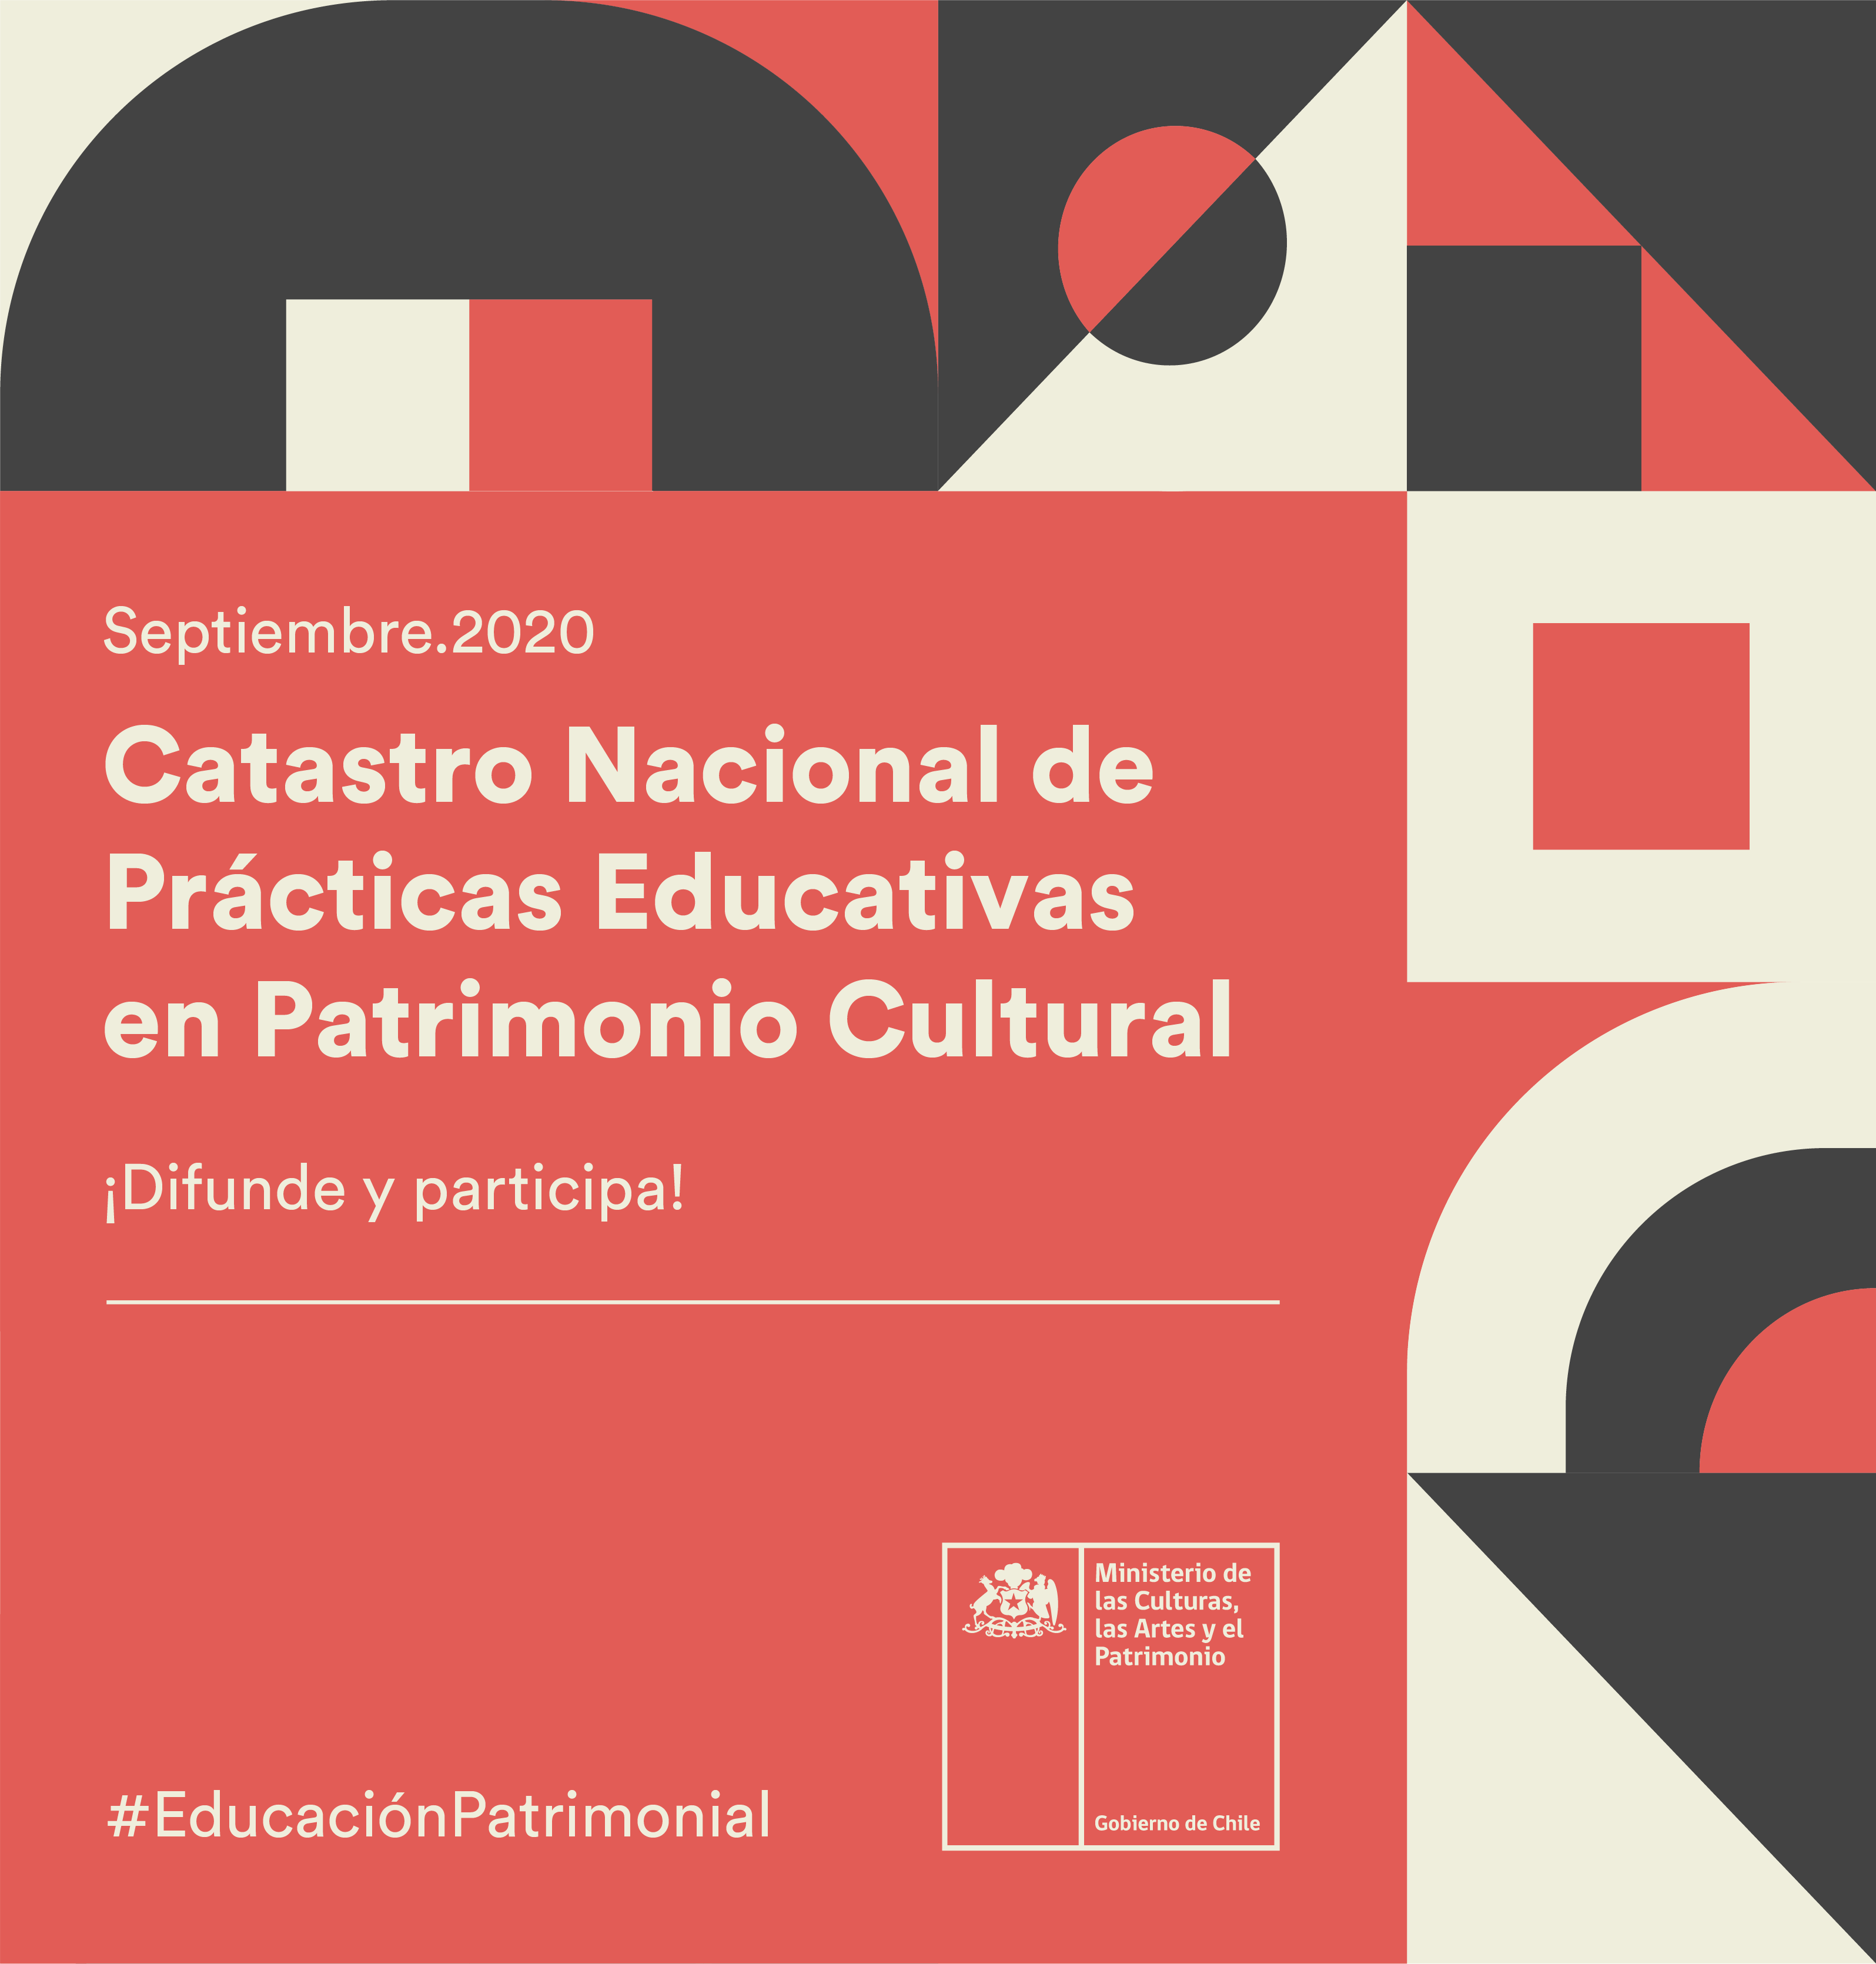 Septiembre.2020
Catastro Nacional de
Prácticas Educativas
en Patrimonio Cultural
¡Difunde y participa!
#EducaciónPatrimonial
Ministerio de
las Culturas,
las Artes y el
Patrimonio
Gobierno de Chile